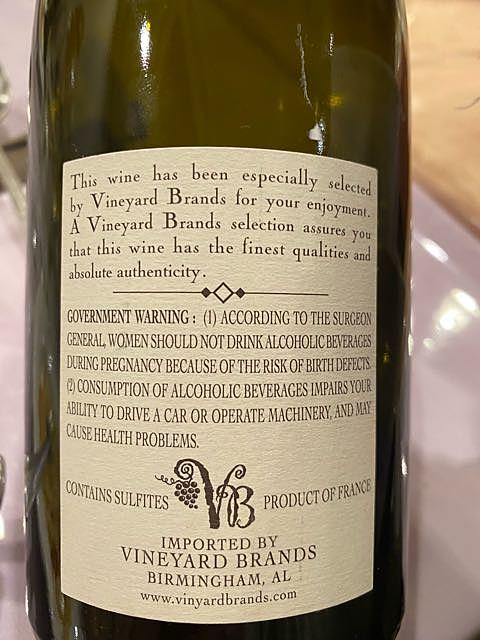 This wine has been especially selected
by Vineyard Brands for your enjoyment.
A Vineyard Brands selection assures you
that this wine has the finest qualities and
absolute authenticity.
GOVERNMENT WARNING : (1) ACCORDING TO THE SURGEON
GENERAL, WOMEN SHOULD NOT DRINK ALCOHOLIC BEVERAGES
DURING PREGNANCY BECAUSE OF THE RISK OF BIRTH DEFECTS.
(2) CONSUMPTION OF ALCOHOLIC BEVERAGES IMPAIRS YOUR
ABILITY TO DRIVE A CAR OR OPERATE MACHINERY, AND MAY
CAUSE HEALTH PROBLEMS.
CONTAINS SULFITES VB PRODUCT OF FRANCE
IMPORTED BY
VINEYARD BRANDS
BIRMINGHAM, AL
www.vinyardbrands.com